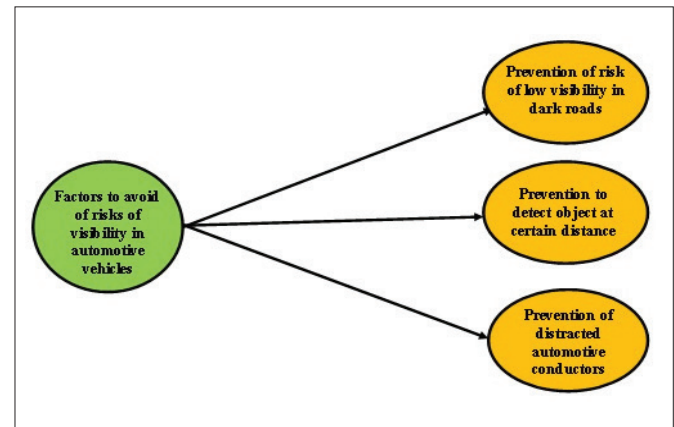 Prevention of risk
of low visibility in
dark roads
Factors to avoid
of risks of
visibility in
automotive
vehicles
Prevention to
detect object at
certain distance
Prevention of
distracted
automotive
conductors